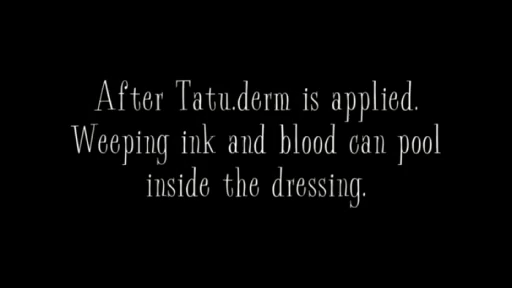 After Tatu.derm is applied.
Weeping ink and blood can pool
inside the dressing.